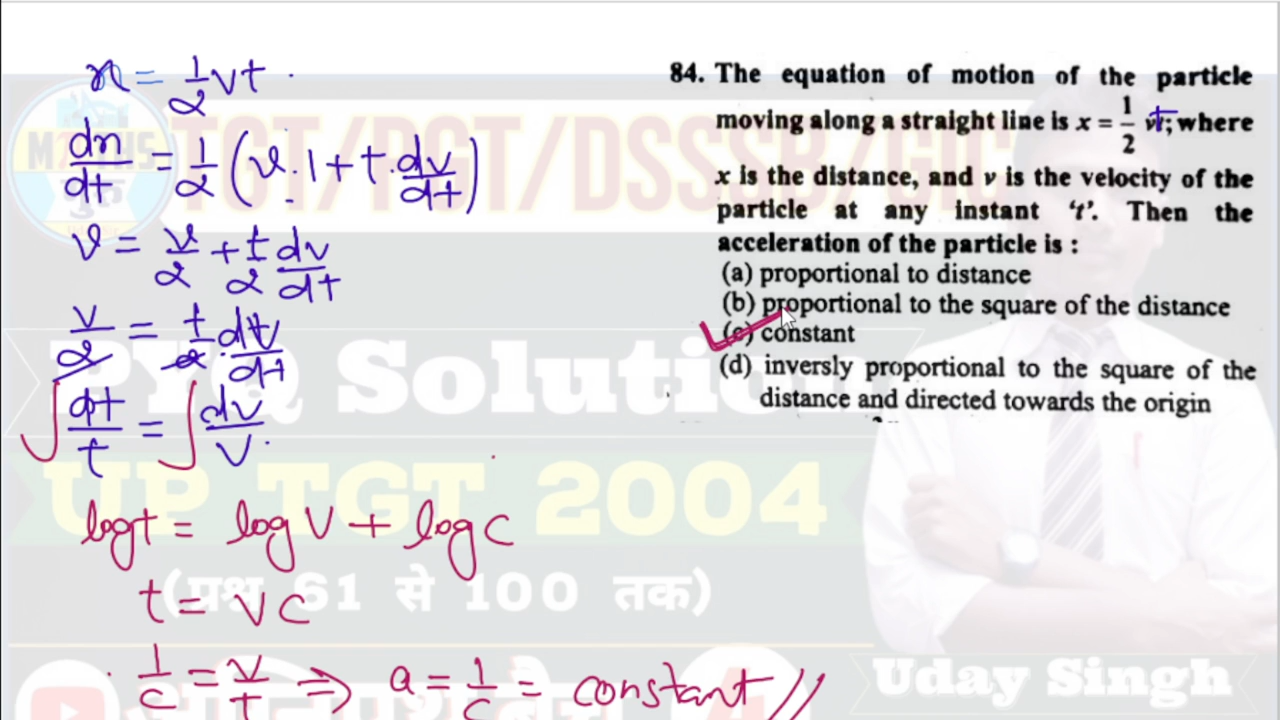 x = 1/2 vt
dx/dt = 1/2 (v.1 + t.dv/dt)
v = v/2 + t/2 dv/dt
v/2 = t/2 . dv/dt
∫ dt/t = ∫ dv/v
log t = log v + log c
t = vc
1/c = v/t ⇒ a = 1/c = constant //
84. The equation of motion of the particle
moving along a straight line is x = 1/2 vt; where
x is the distance, and v is the velocity of the
particle at any instant ‘t’. Then the
acceleration of the particle is :
(a) proportional to distance
(b) proportional to the square of the distance
(c) constant
(d) inversly proportional to the square of the
distance and directed towards the origin
TGT/PGT/DSSSB/GIC
PYQ Solution
UP TGT 2004
(प्रश्न 61 से 100 तक)
Uday Singh